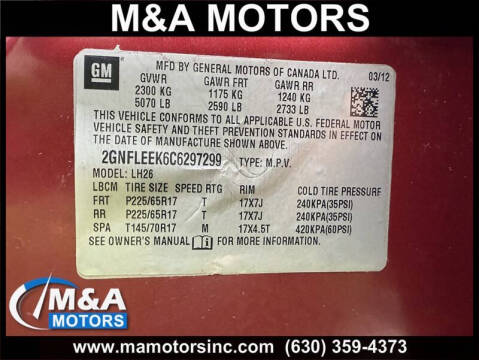 M&A MOTORS
GM
MFD BY GENERAL MOTORS OF CANADA LTD. 03/12
GVWR GAWR FRT GAWR RR
2300 KG 1175 KG 1240 KG
5070 LB 2590 LB 2733 LB
THIS VEHICLE CONFORMS TO ALL APPLICABLE U.S. FEDERAL MOTOR
VEHICLE SAFETY, BUMPER, AND THEFT PREVENTION STANDARDS IN EFFECT ON
THE DATE OF MANUFACTURE SHOWN ABOVE.
2GNFLEEK6C6297299 TYPE: M.P.V.
MODEL: LH26
LBCM TIRE SIZE SPEED RTG RIM COLD TIRE PRESSURE
FRT P225/65R17 T 17X7J 240KPA(35PSI)
RR P225/65R17 T 17X7J 240KPA(35PSI)
SPA T145/70R17 M 17X4.5T 420KPA(60PSI)
SEE OWNER'S MANUAL FOR MORE INFORMATION.
M&A
MOTORS
www.mamotorsinc.com (630) 359-4373